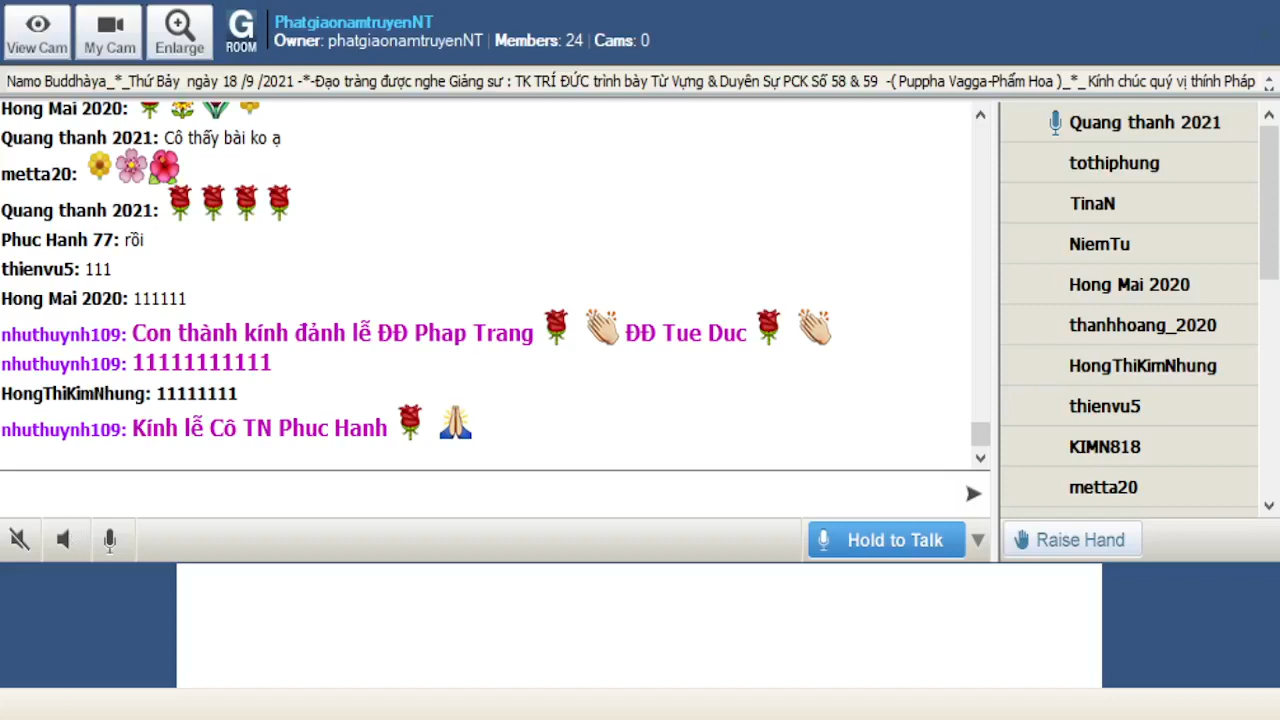 View Cam
My Cam
Enlarge
G
ROOM
PhatgiaonamtruyenNT
Owner: phatgiaonamtruyenNT | Members: 24 | Cams: 0
Namo Buddhàya_*_Thứ Bảy ngày 18 /9 /2021 -*-Đạo tràng được nghe Giảng sư : TK TRÍ ĐỨC trình bày Từ Vựng & Duyên Sự PCK Số 58 & 59 -( Puppha Vagga-Phẩm Hoa )_*_ Kính chúc quý vị thính Pháp
Hong Mai 2020:
Quang thanh 2021: Cô thấy bài ko ạ
metta20:
Quang thanh 2021:
Phuc Hanh 77: rồi
thienvu5: 111
Hong Mai 2020: 111111
nhuthuynh109: Con thành kính đảnh lễ ĐĐ Phap Trang ĐĐ Tue Duc
nhuthuynh109: 11111111111
HongThiKimNhung: 11111111
nhuthuynh109: Kính lễ Cô TN Phuc Hanh
Hold to Talk
Quang thanh 2021
tothiphung
TinaN
NiemTu
Hong Mai 2020
thanhhoang_2020
HongThiKimNhung
thienvu5
KIMN818
metta20
Raise Hand